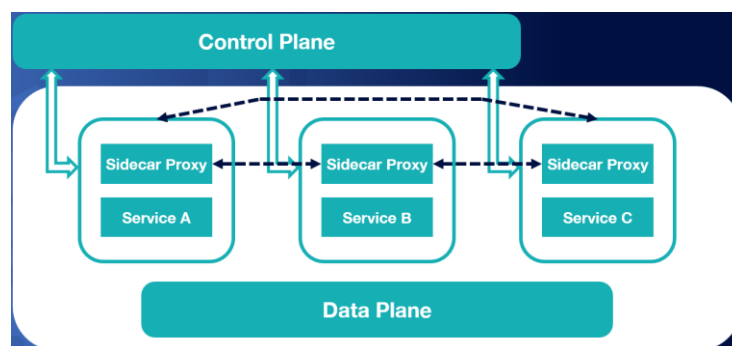 Control Plane
Sidecar Proxy
Sidecar Proxy
Sidecar Proxy
Service A
Service B
Service C
Data Plane